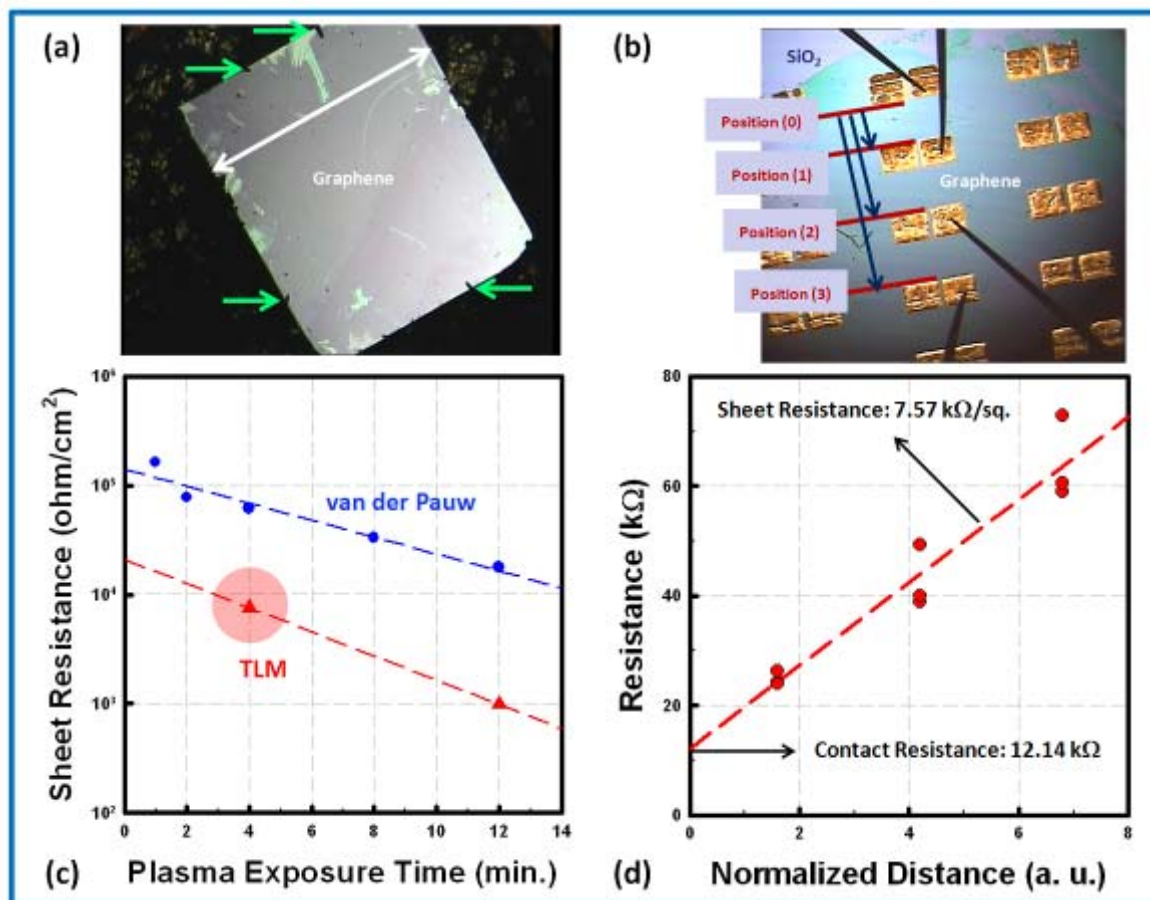 (a)
Graphene
(b)
SiO₂
Position (0)
Position (1)
Graphene
Position (2)
Position (3)
10⁶
10⁵
10⁴
10³
10²
0 2 4 6 8 10 12 14
Sheet Resistance (ohm/cm²)
van der Pauw
TLM
(c) Plasma Exposure Time (min.)
80
60
40
20
0
0 2 4 6 8
Resistance (kΩ)
Sheet Resistance: 7.57 kΩ/sq.
Contact Resistance: 12.14 kΩ
(d) Normalized Distance (a. u.)